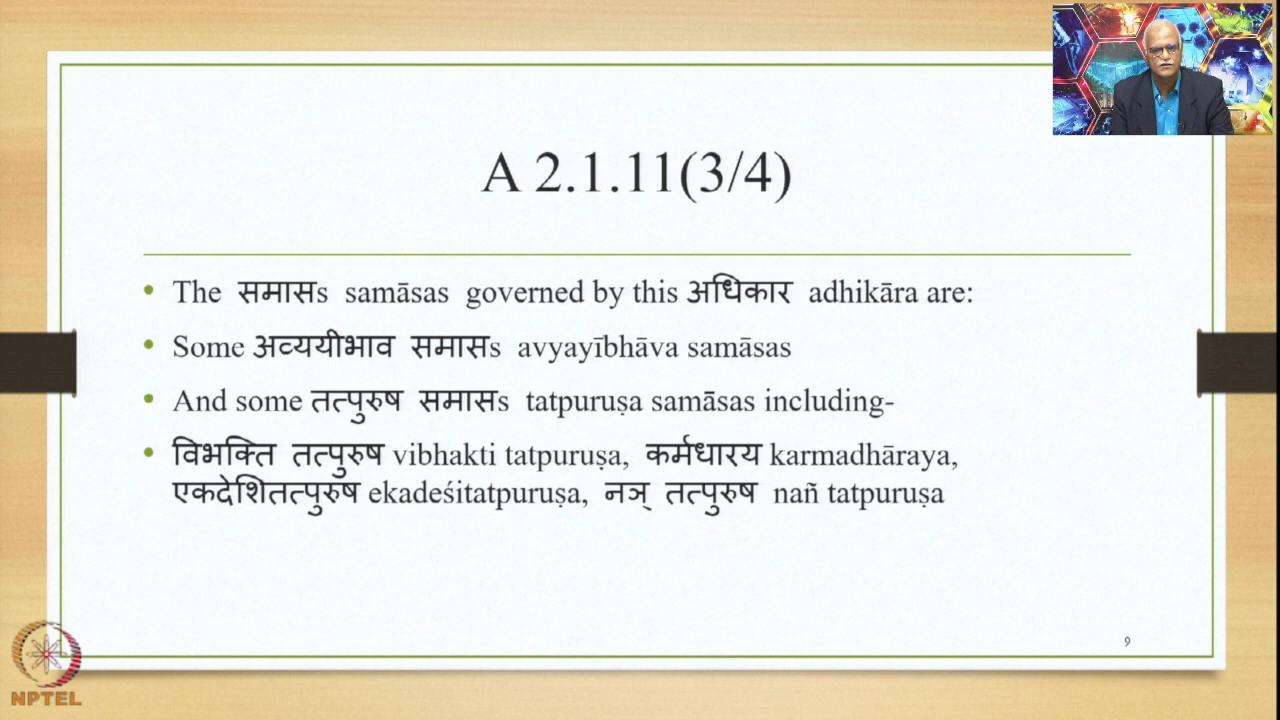 A 2.1.11(3/4)
• The समासs samāsas governed by this अधिकार adhikāra are:
• Some अव्ययीभाव समासs avyayībhāva samāsas
• And some तत्पुरुष समासs tatpuruṣa samāsas including-
• विभक्ति तत्पुरुष vibhakti tatpuruṣa, कर्मधारय karmadhāraya,
एकदेशितत्पुरुष ekadeśitatpuruṣa, नञ् तत्पुरुष nañ tatpuruṣa
9
NPTEL